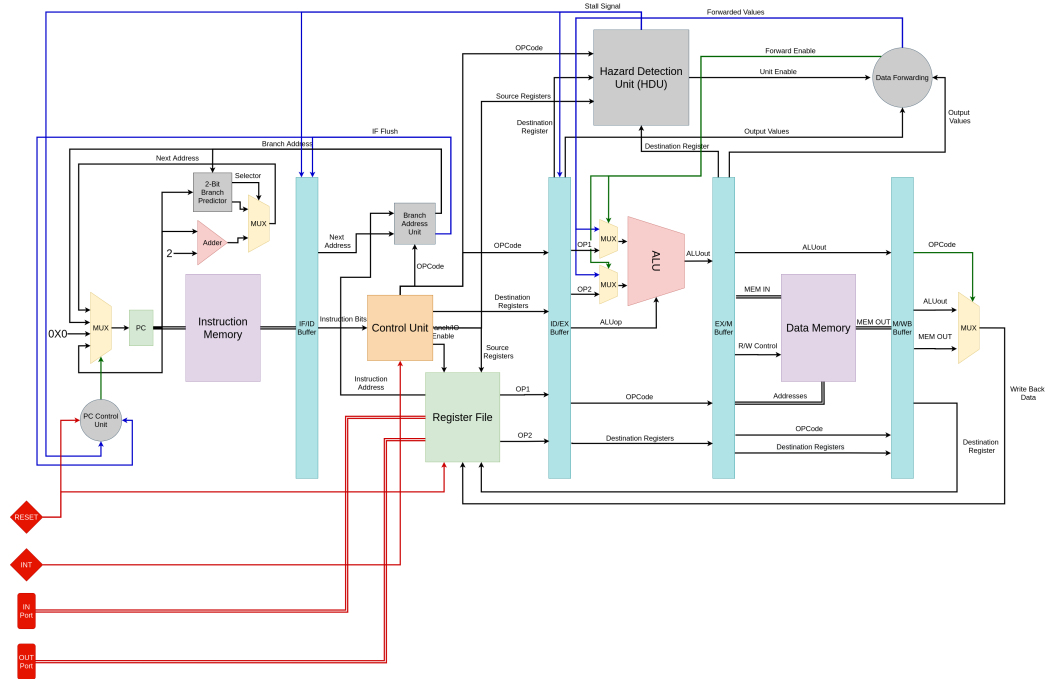 Stall Signal
Forwarded Values
OPCode
Hazard Detection
Unit (HDU)
Forward Enable
Unit Enable
Data Forwarding
Source Registers
Destination
Register
Output Values
Output
Values
Destination Register
IF Flush
Branch Address
Next Address
Selector
2-Bit
Branch
Predictor
MUX
Adder
2
Next
Address
Branch
Address
Unit
OPCode
OPCode
OP1
MUX
MUX
OP2
ALU
ALUout
ALUout
OPCode
0X0
MUX
PC
Instruction
Memory
IF/ID
Buffer
Instruction Bits
Control Unit
Destination
Registers
Enable
Source
Registers
ID/EX
Buffer
ALUop
EX/M
Buffer
MEM IN
Data Memory
MEM OUT
R/W Control
Addresses
M/WB
Buffer
ALUout
MEM OUT
MUX
Write Back
Data
PC Control
Unit
Instruction
Address
Register File
OP1
OP2
OPCode
Destination Registers
OPCode
Destination Registers
Destination
Register
RESET
INT
IN
Port
OUT
Port